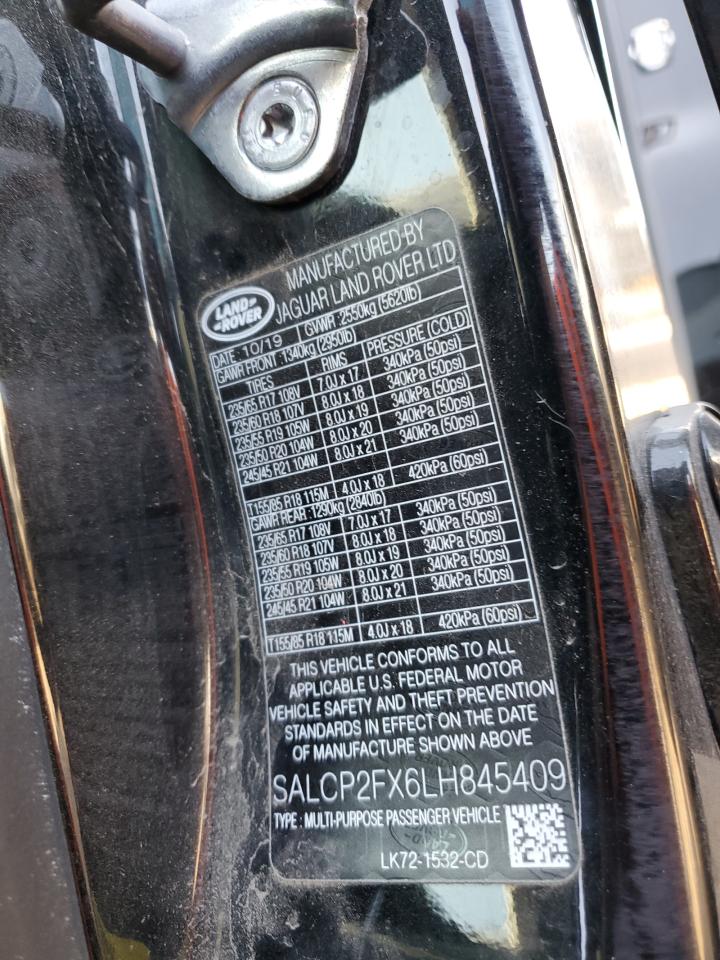 LAND-
-ROVER
MANUFACTURED-BY
JAGUAR LAND ROVER LTD
DATE: 10/19 GVWR :2550kg (5620lb)
GAWR FRONT :1340kg (2950lb)
TIRES RIMS PRESSURE (COLD)
235/65 R17 108V 7.0J x 17 340kPa (50psi)
235/60 R18 107V 8.0J x 18 340kPa (50psi)
235/55 R19 105W 8.0J x 19 340kPa (50psi)
235/50 R20 104W 8.0J x 20 340kPa (50psi)
245/45 R21 104W 8.0J x 21 340kPa (50psi)
T155/85 R18 115M 4.0J x 18 420kPa (60psi)
GAWR REAR :1290kg (2840lb)
235/65 R17 108V 7.0J x 17 340kPa (50psi)
235/60 R18 107V 8.0J x 18 340kPa (50psi)
235/55 R19 105W 8.0J x 19 340kPa (50psi)
235/50 R20 104W 8.0J x 20 340kPa (50psi)
245/45 R21 104W 8.0J x 21 340kPa (50psi)
T155/85 R18 115M 4.0J x 18 420kPa (60psi)
THIS VEHICLE CONFORMS TO ALL
APPLICABLE U.S. FEDERAL MOTOR
VEHICLE SAFETY AND THEFT PREVENTION
STANDARDS IN EFFECT ON THE DATE
OF MANUFACTURE SHOWN ABOVE
SALCP2FX6LH845409
TYPE : MULTI-PURPOSE PASSENGER VEHICLE
LK72-1532-CD